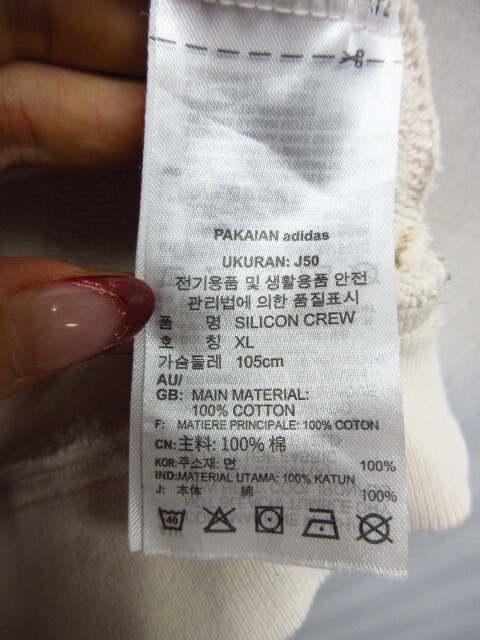 PAKAIAN adidas
UKURAN: J50
전기용품 및 생활용품 안전
관리법에 의한 품질표시
품 명 SILICON CREW
호 칭 XL
가슴둘레 105cm
AU/
GB: MAIN MATERIAL:
100% COTTON
F: MATIERE PRINCIPALE: 100% COTON
CN: 主料: 100% 棉
KOR:주소재: 면 100%
IND:MATERIAL UTAMA: 100% KATUN
J: 本体 綿 100%
40